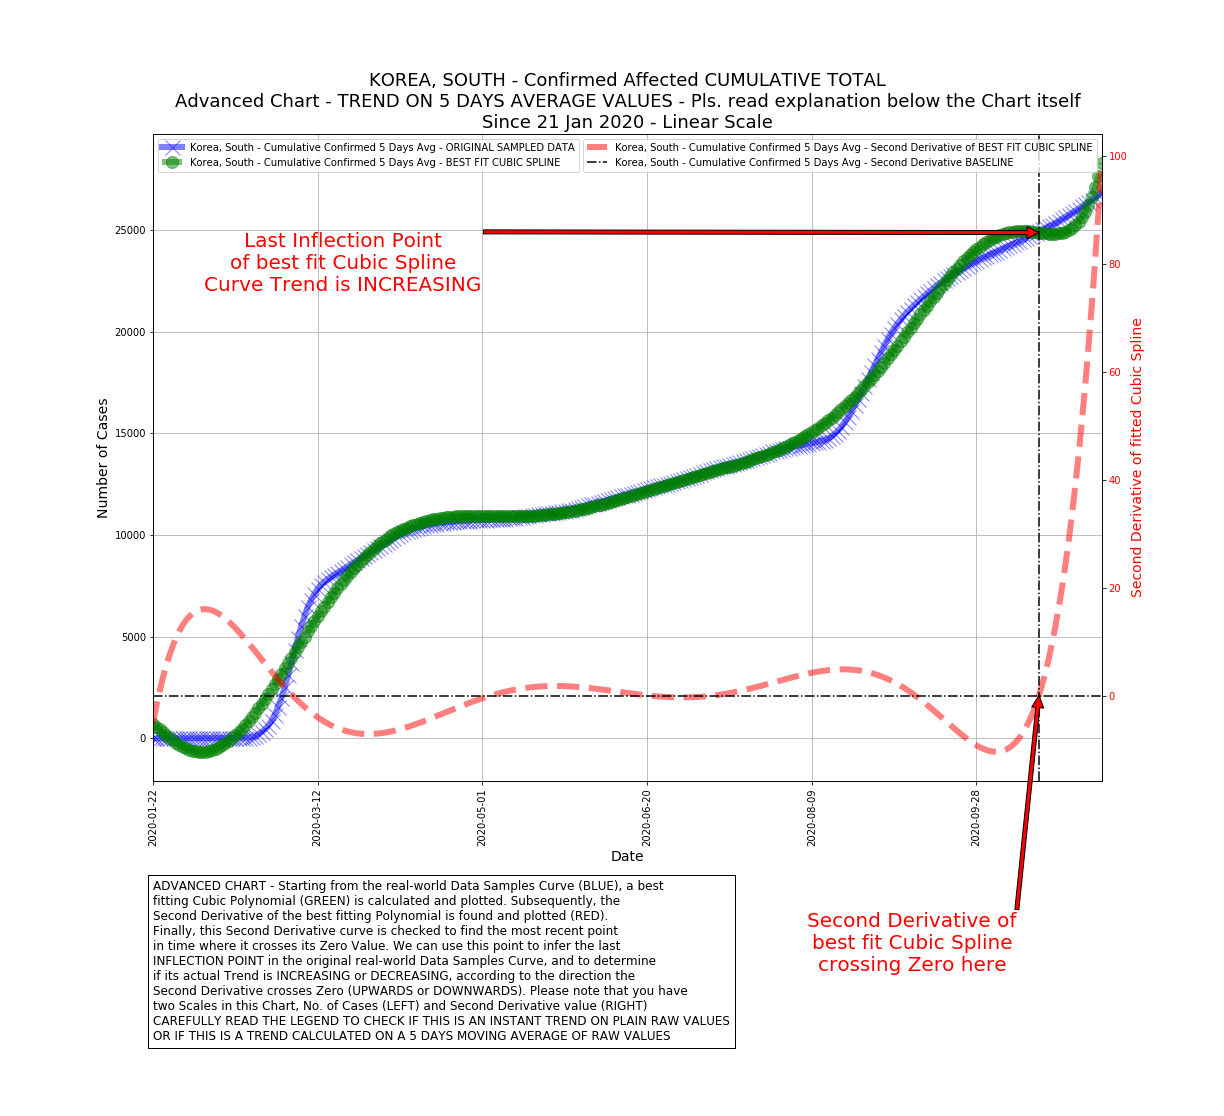 KOREA, SOUTH - Confirmed Affected CUMULATIVE TOTAL
Advanced Chart - TREND ON 5 DAYS AVERAGE VALUES - Pls. read explanation below the Chart itself
Since 21 Jan 2020 - Linear Scale
Korea, South - Cumulative Confirmed 5 Days Avg - ORIGINAL SAMPLED DATA
Korea, South - Cumulative Confirmed 5 Days Avg - BEST FIT CUBIC SPLINE
Korea, South - Cumulative Confirmed 5 Days Avg - Second Derivative of BEST FIT CUBIC SPLINE
Korea, South - Cumulative Confirmed 5 Days Avg - Second Derivative BASELINE
Last Inflection Point
of best fit Cubic Spline
Curve Trend is INCREASING
Number of Cases
25000
20000
15000
10000
5000
0
100
80
60
40
20
0
Second Derivative of fitted Cubic Spline
2020-01-22
2020-03-12
2020-05-01
2020-06-20
2020-08-09
2020-09-28
Date
ADVANCED CHART - Starting from the real-world Data Samples Curve (BLUE), a best
fitting Cubic Polynomial (GREEN) is calculated and plotted. Subsequently, the
Second Derivative of the best fitting Polynomial is found and plotted (RED).
Finally, this Second Derivative curve is checked to find the most recent point
in time where it crosses its Zero Value. We can use this point to infer the last
INFLECTION POINT in the original real-world Data Samples Curve, and to determine
if its actual Trend is INCREASING or DECREASING, according to the direction the
Second Derivative crosses Zero (UPWARDS or DOWNWARDS). Please note that you have
two Scales in this Chart, No. of Cases (LEFT) and Second Derivative value (RIGHT)
CAREFULLY READ THE LEGEND TO CHECK IF THIS IS AN INSTANT TREND ON PLAIN RAW VALUES
OR IF THIS IS A TREND CALCULATED ON A 5 DAYS MOVING AVERAGE OF RAW VALUES
Second Derivative of
best fit Cubic Spline
crossing Zero here